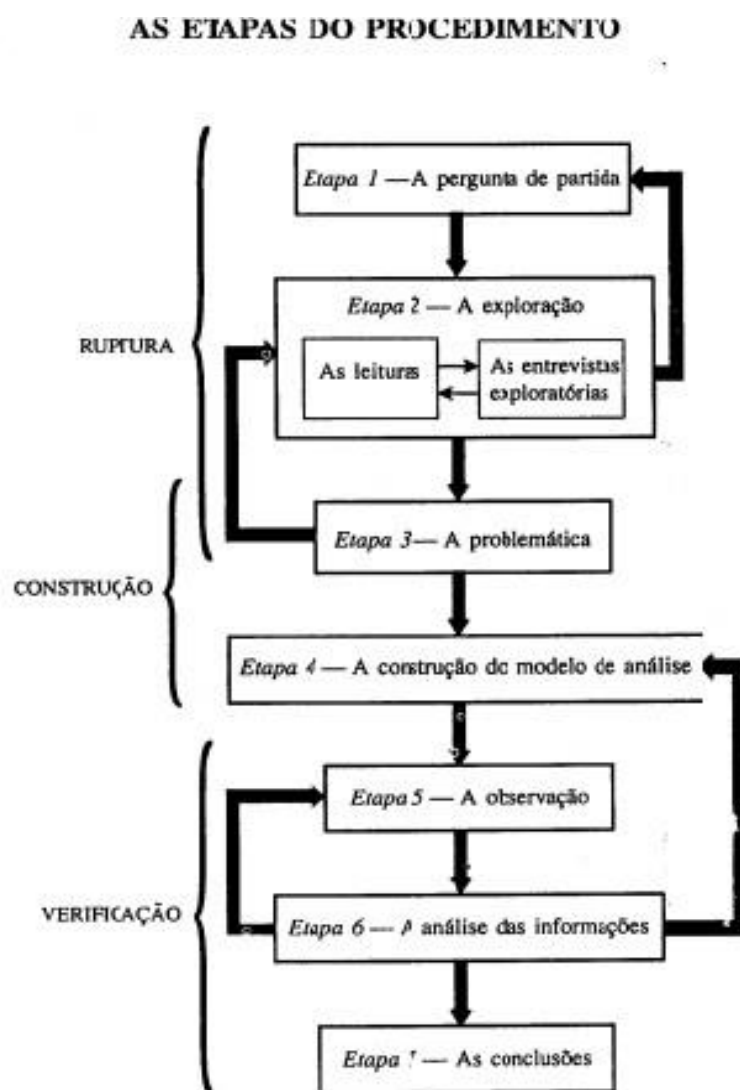 AS ETAPAS DO PROCEDIMENTO
Etapa 1 — A pergunta de partida
Etapa 2 — A exploração
RUPTURA
As leituras
As entrevistas
exploratórias
Etapa 3 — A problemática
CONSTRUÇÃO
Etapa 4 — A construção do modelo de análise
Etapa 5 — A observação
VERIFICAÇÃO
Etapa 6 — A análise das informações
Etapa 7 — As conclusões